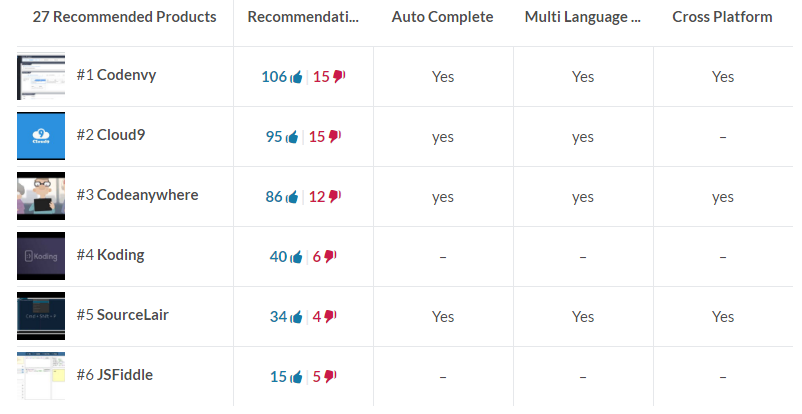 27 Recommended Products Recommendati... Auto Complete Multi Language ... Cross Platform
#1 Codenvy 106 15 Yes Yes Yes
Cloud9
#2 Cloud9 95 15 yes yes –
#3 Codeanywhere 86 12 yes yes yes
Koding
#4 Koding 40 6 – – –
#5 SourceLair 34 4 Yes Yes Yes
#6 JSFiddle 15 5 – – –